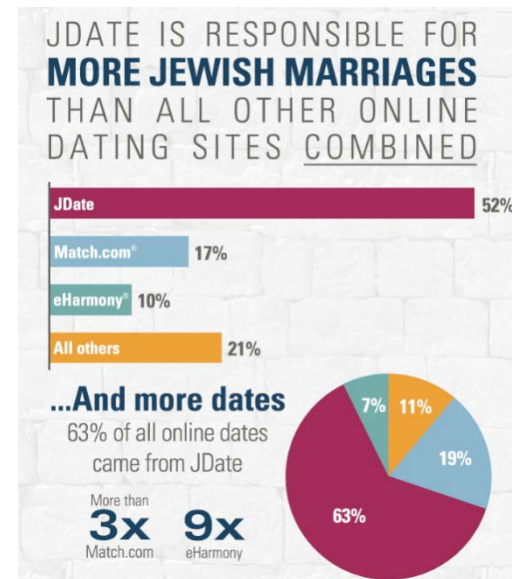 JDATE IS RESPONSIBLE FOR
MORE JEWISH MARRIAGES
THAN ALL OTHER ONLINE
DATING SITES COMBINED
JDate 52%
Match.com® 17%
eHarmony® 10%
All others 21%
...And more dates
63% of all online dates
came from JDate
More than
3x 9x
Match.com eHarmony
7% 11%
19%
63%